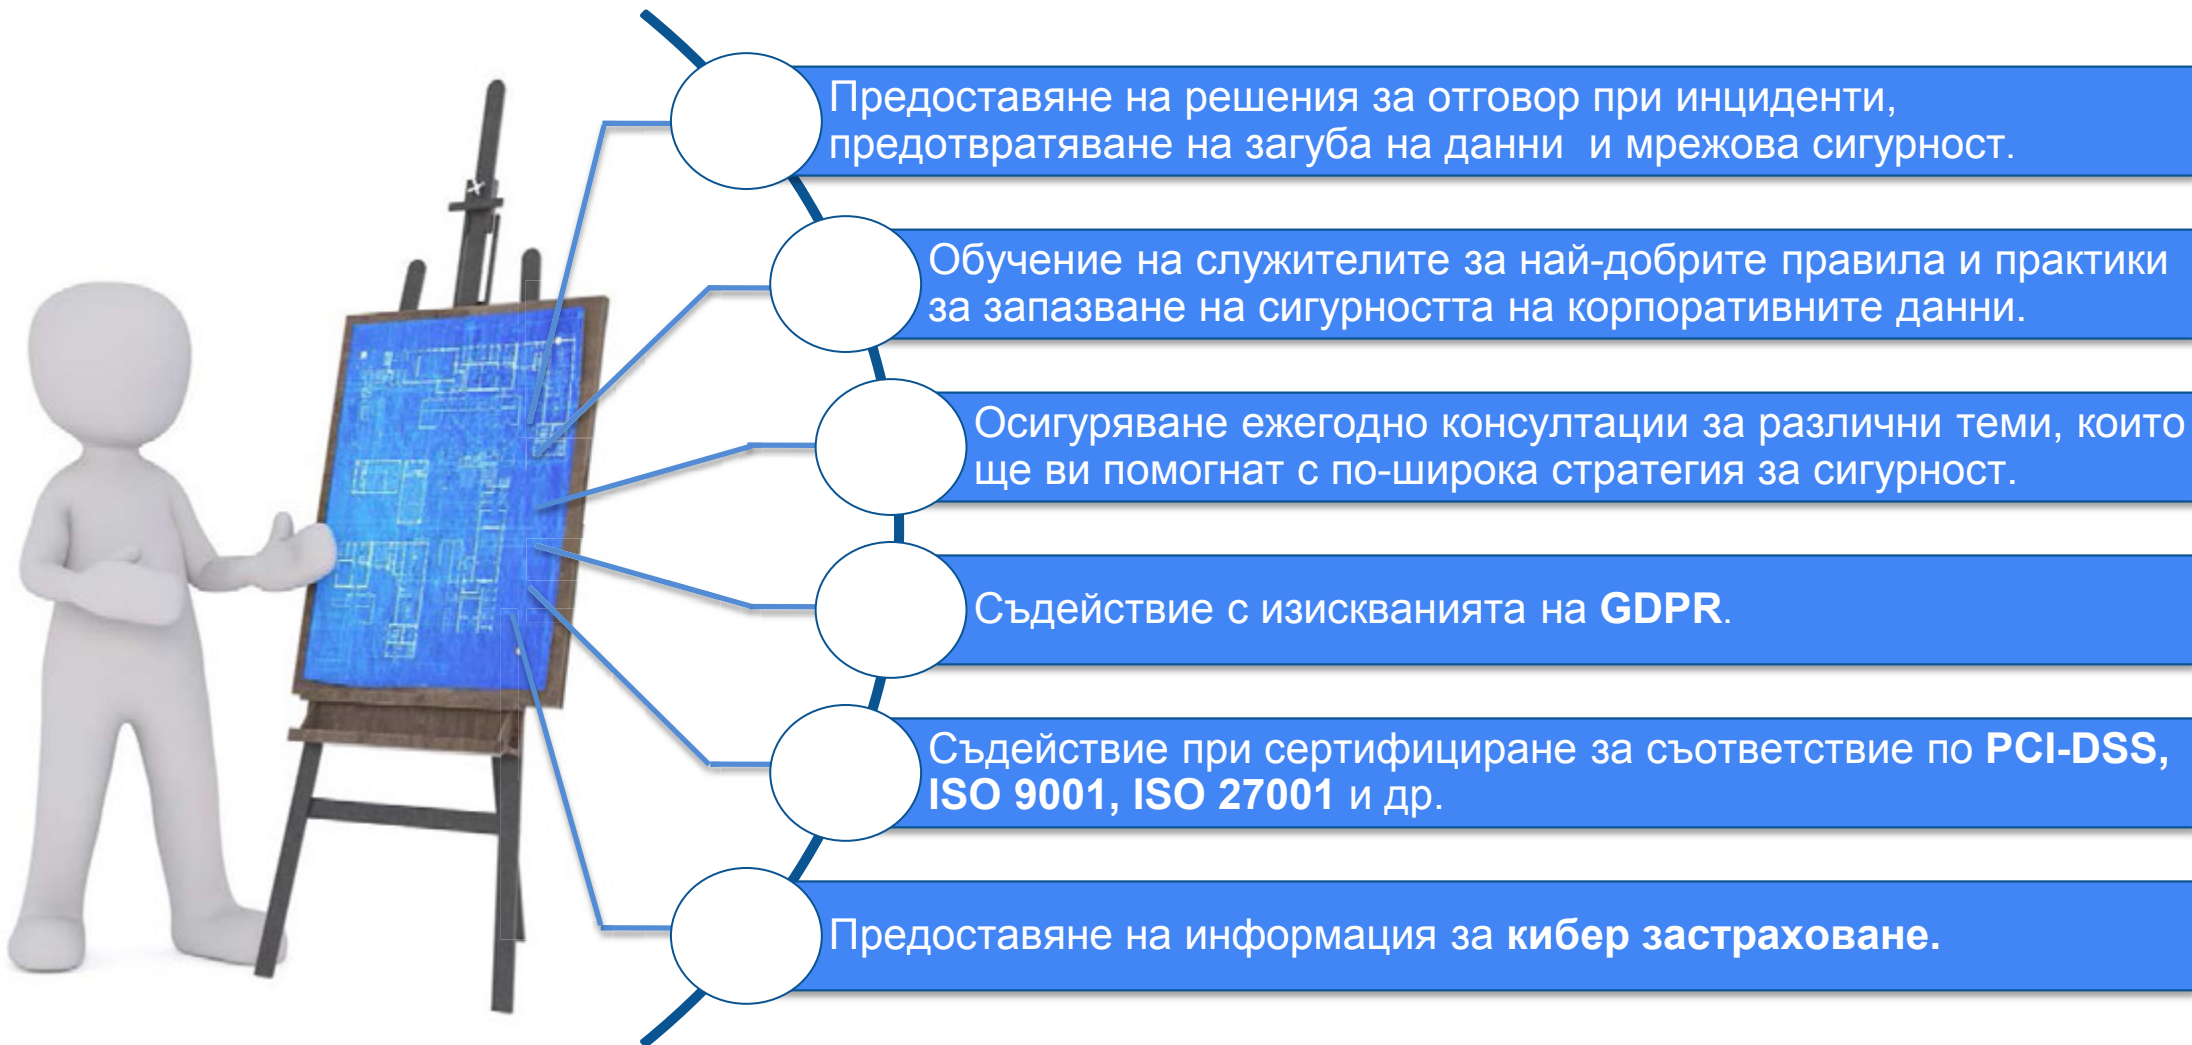 Предоставяне на решения за отговор при инциденти,
предотвратяване на загуба на данни  и мрежова сигурност.
Обучение на служителите за най-добрите правила и практики
за запазване на сигурността на корпоративните данни.
Осигуряване ежегодно консултации за различни теми, които
ще ви помогнат с по-широка стратегия за сигурност.
Съдействие с изискванията на GDPR.
Съдействие при сертифициране за съответствие по PCI-DSS,
ISO 9001, ISO 27001 и др.
Предоставяне на информация за кибер застраховане.